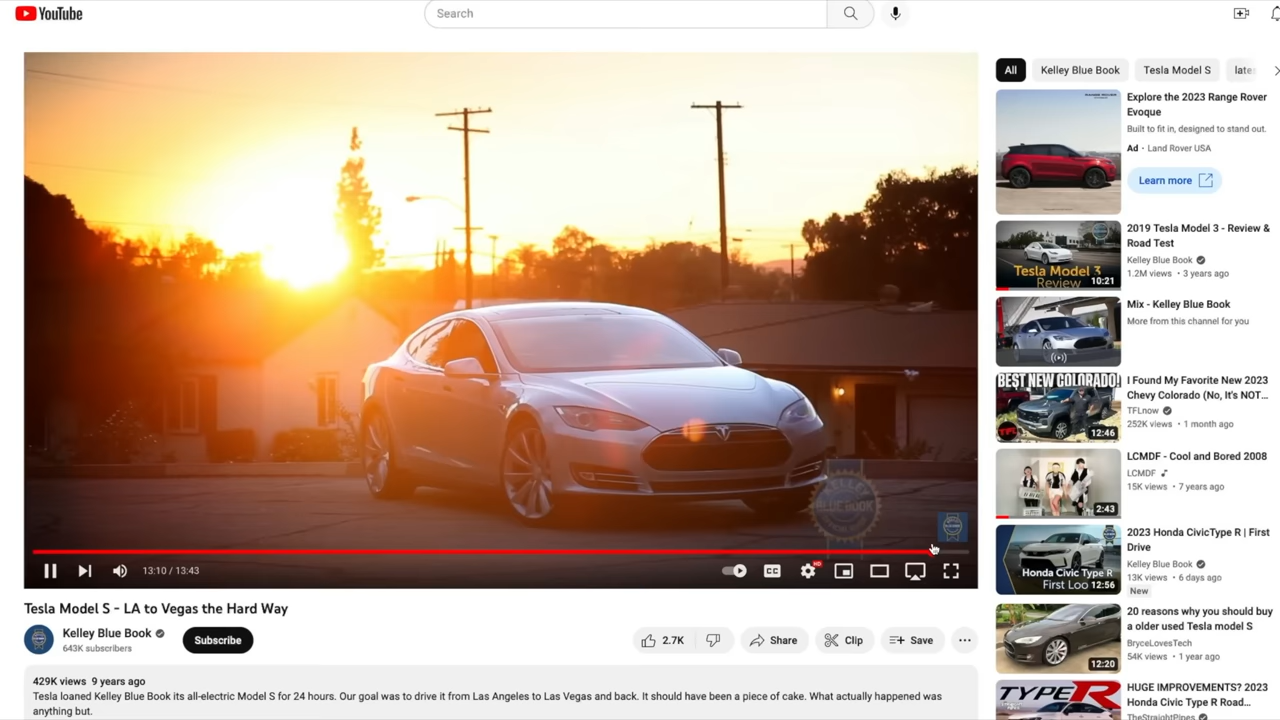 YouTube
Search
All
Kelley Blue Book
Tesla Model S
late
Explore the 2023 Range Rover
Evoque
Built to fit in, designed to stand out.
Ad · Land Rover USA
Learn more
2019 Tesla Model 3 - Review &
Road Test
Kelley Blue Book
1.2M views • 3 years ago
Tesla Model 3
Review
10:21
Mix - Kelley Blue Book
More from this channel for you
BEST NEW COLORADO!
TFL
12:46
I Found My Favorite New 2023
Chevy Colorado (No, It's NOT...
TFLnow
252K views • 1 month ago
LCMDF - Cool and Bored 2008
LCMDF
15K views • 7 years ago
2:43
BLUE BOOK
2023 Honda CivicType R | First
Drive
Kelley Blue Book
13K views • 6 days ago
New
Honda Civic Type R
First Loo
12:56
HD
CC
13:10 / 13:43
Tesla Model S - LA to Vegas the Hard Way
Kelley Blue Book
643K subscribers
Subscribe
2.7K
Share
Clip
Save
20 reasons why you should buy
a older used Tesla model S
BryceLovesTech
54K views • 1 year ago
12:20
429K views 9 years ago
Tesla loaned Kelley Blue Book its all-electric Model S for 24 hours. Our goal was to drive it from Las Angeles to Las Vegas and back. It should have been a piece of cake. What actually happened was
anything but.
TYPE R
HUGE IMPROVEMENTS? 2023
Honda Civic Type R Road...
TheStraightPipes